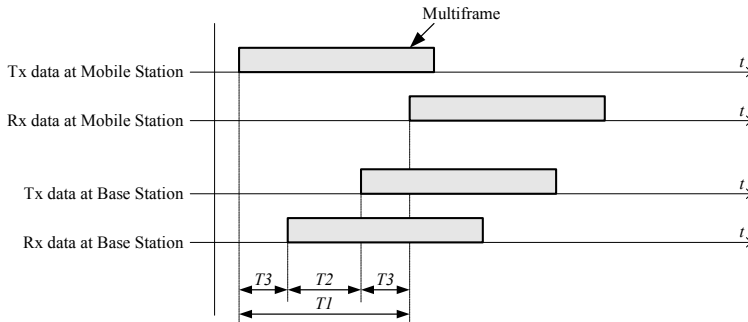 Multiframe
Tx data at Mobile Station
t
Rx data at Mobile Station
t
Tx data at Base Station
t
Rx data at Base Station
t
T3 T2 T3
T1